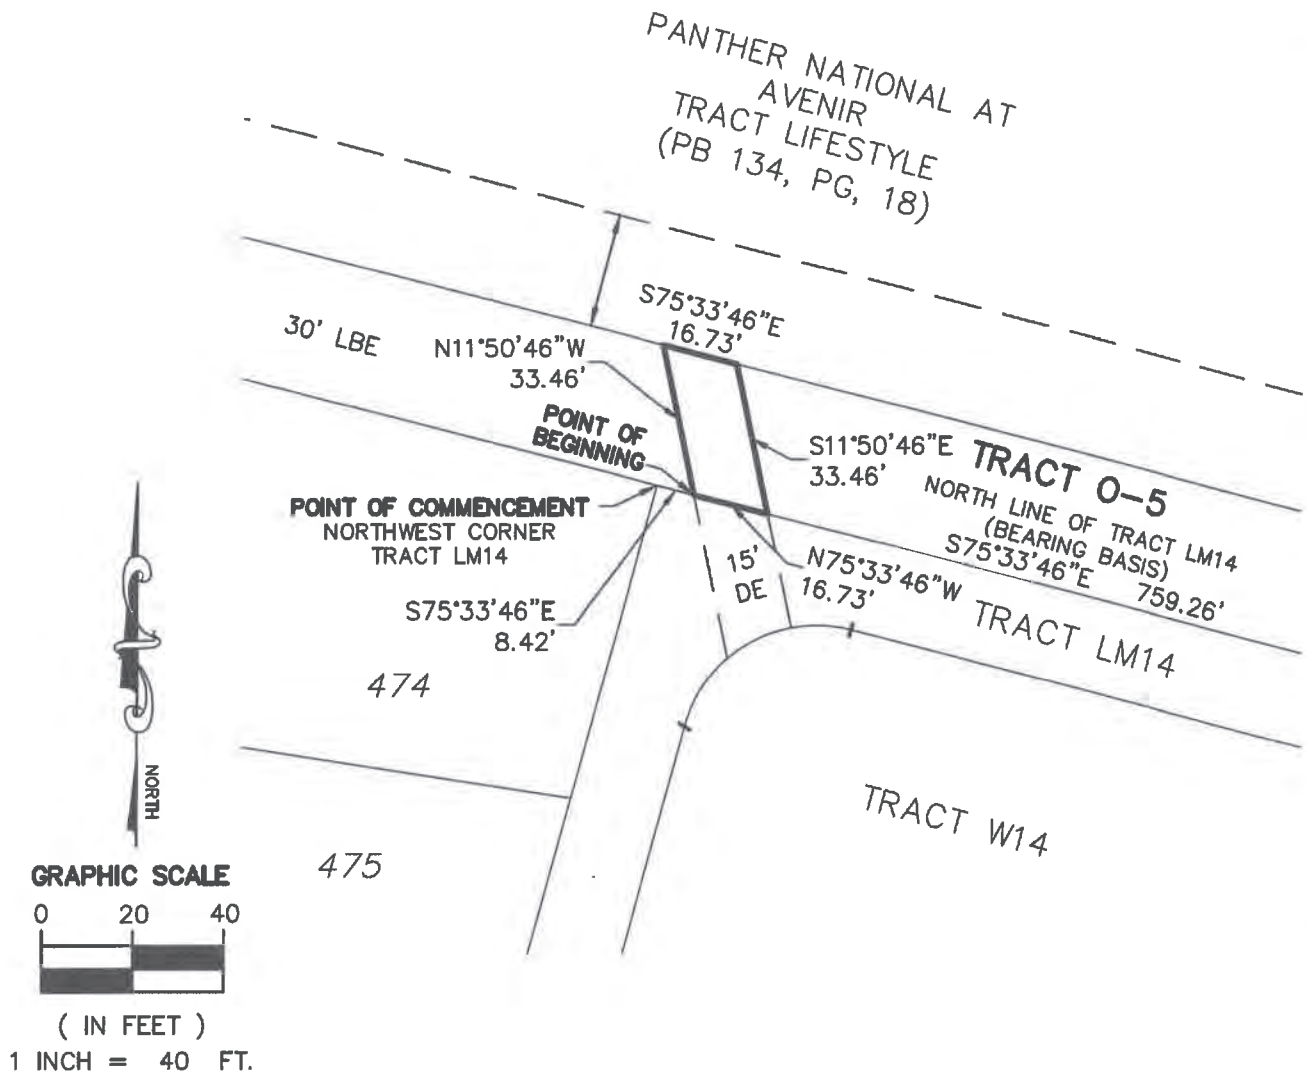 PANTHER NATIONAL AT
AVENIR
TRACT LIFESTYLE
(PB 134, PG, 18)
S75°33'46"E
16.73'
30' LBE
N11°50'46"W
33.46'
POINT OF
BEGINNING
S11°50'46"E
33.46'
TRACT O-5
NORTH LINE OF TRACT LM14
(BEARING BASIS)
S75°33'46"E 759.26'
POINT OF COMMENCEMENT
NORTHWEST CORNER
TRACT LM14
15'
DE
N75°33'46"W
16.73'
S75°33'46"E
8.42'
TRACT LM14
474
NORTH
TRACT W14
475
GRAPHIC SCALE
0 20 40
( IN FEET )
1 INCH = 40 FT.